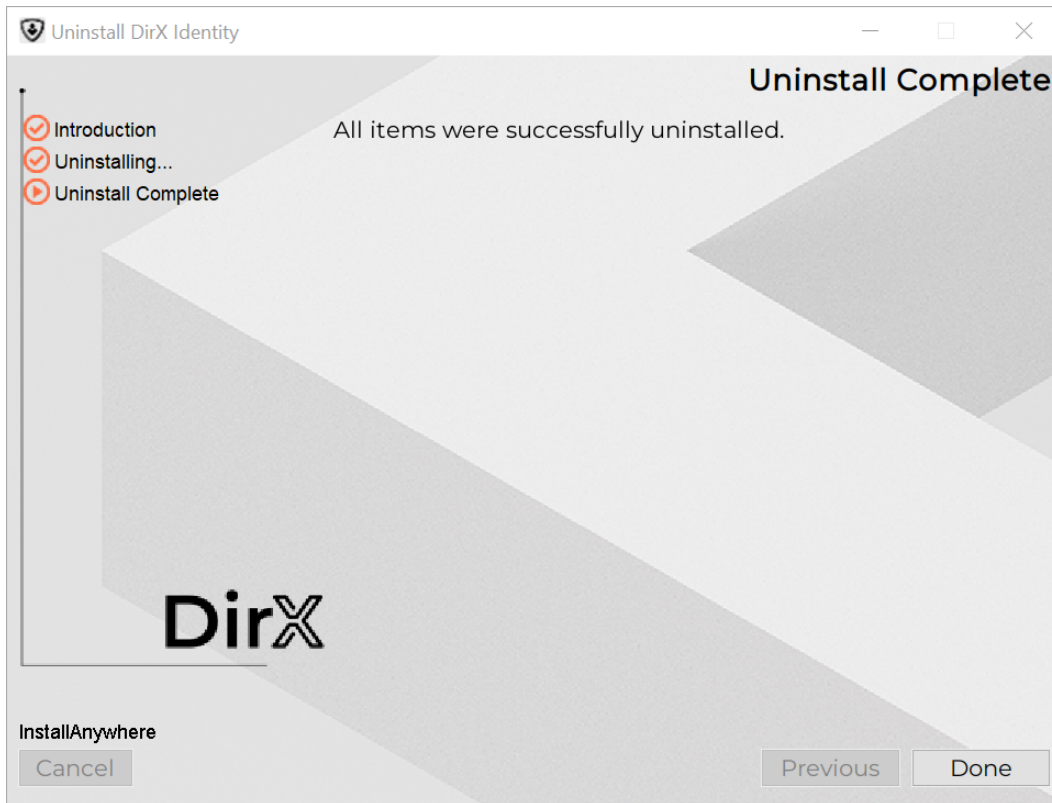 Uninstall DirX Identity
Uninstall Complete
Introduction
Uninstalling...
Uninstall Complete
All items were successfully uninstalled.
DirX
InstallAnywhere
Cancel
Previous
Done